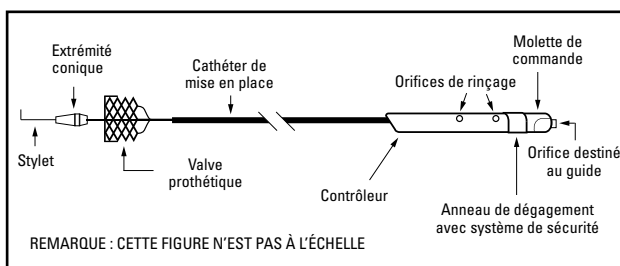 Extrémité
conique
Cathéter de
mise en place
Orifices de rinçage
Molette de
commande
Stylet
Valve
prothétique
Contrôleur
Orifice destiné
au guide
Anneau de dégagement
avec système de sécurité
REMARQUE : CETTE FIGURE N'EST PAS À L'ÉCHELLE